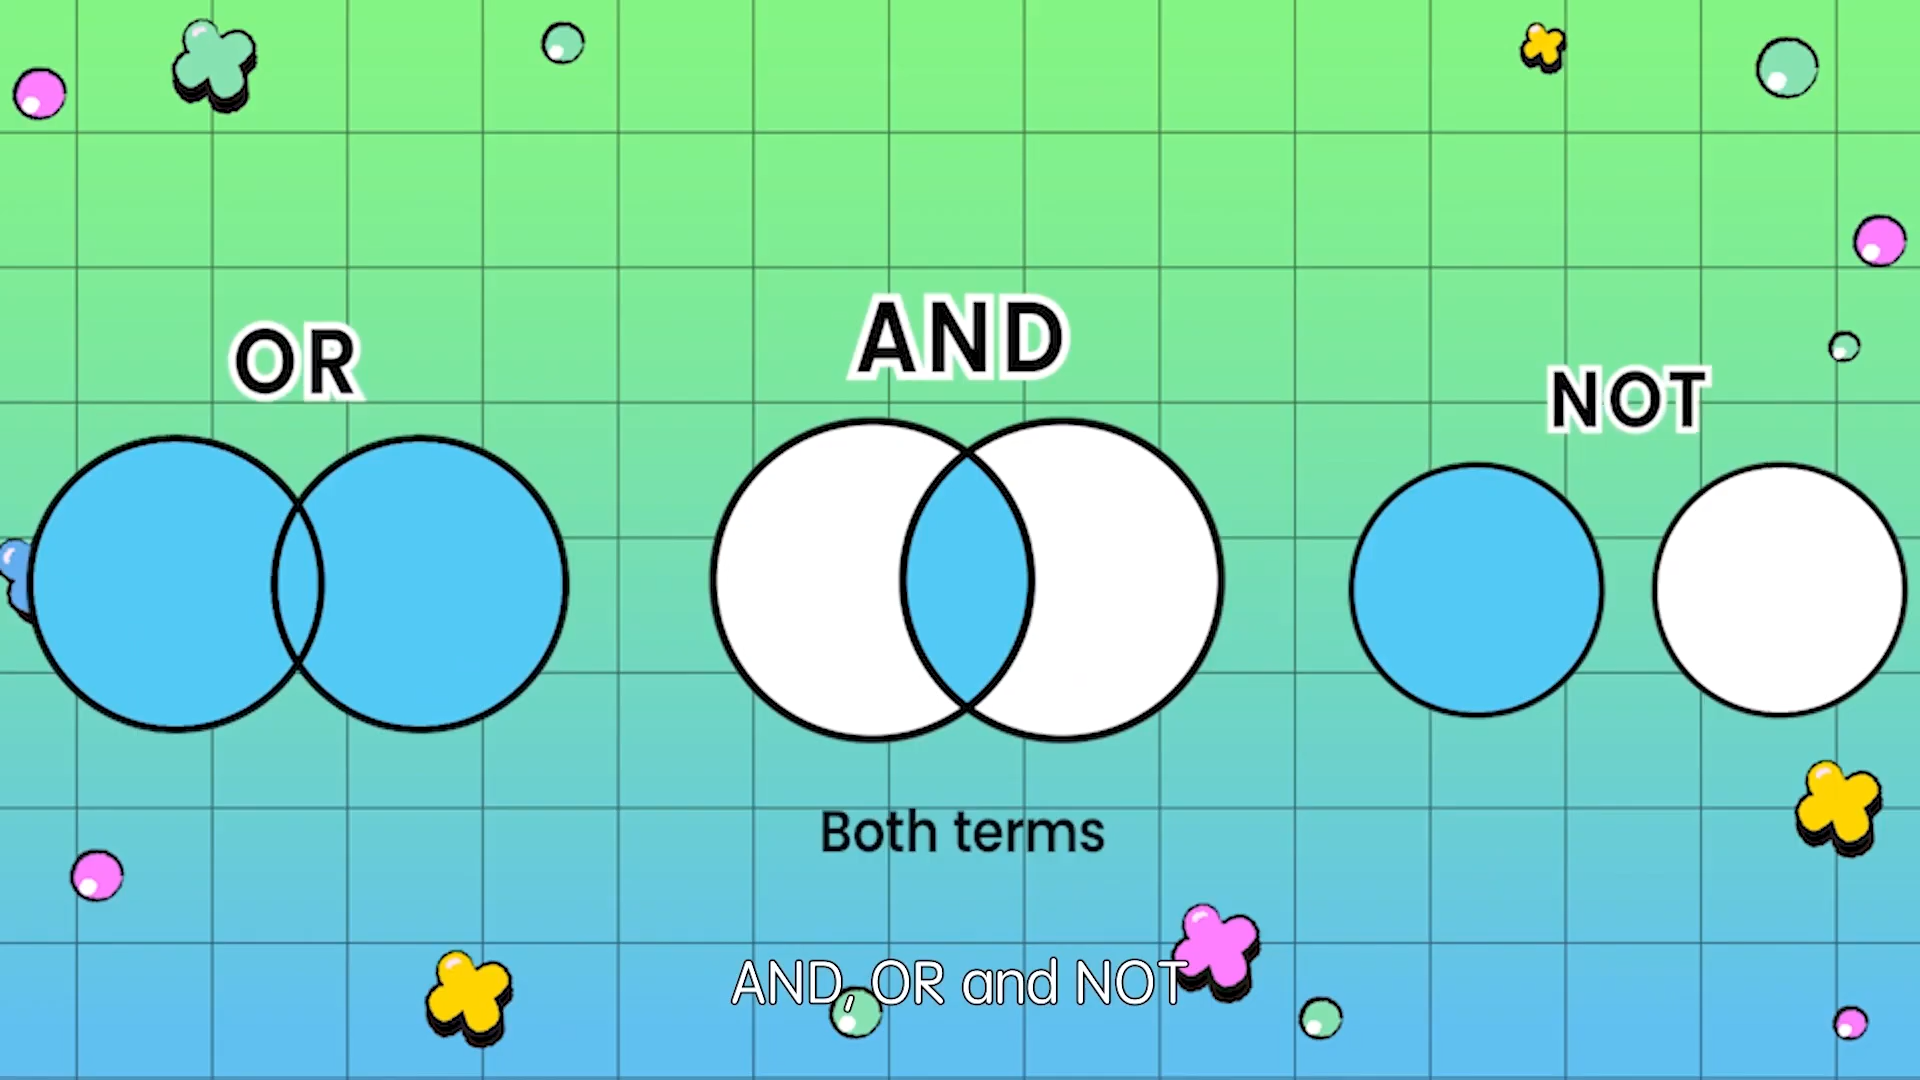 OR
AND
NOT
Both terms
AND, OR and NOT